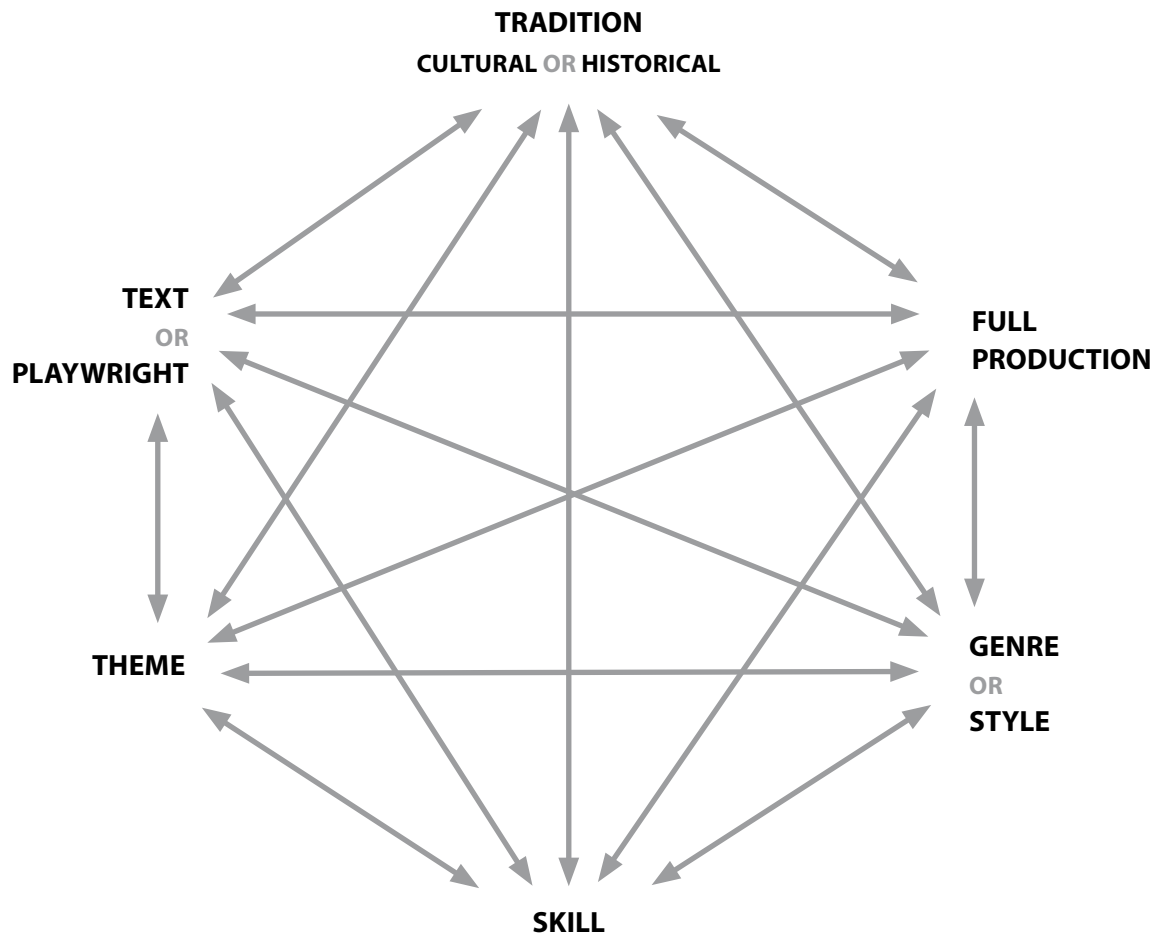 TRADITION
CULTURAL OR HISTORICAL
TEXT
OR
PLAYWRIGHT
FULL
PRODUCTION
THEME
GENRE
OR
STYLE
SKILL